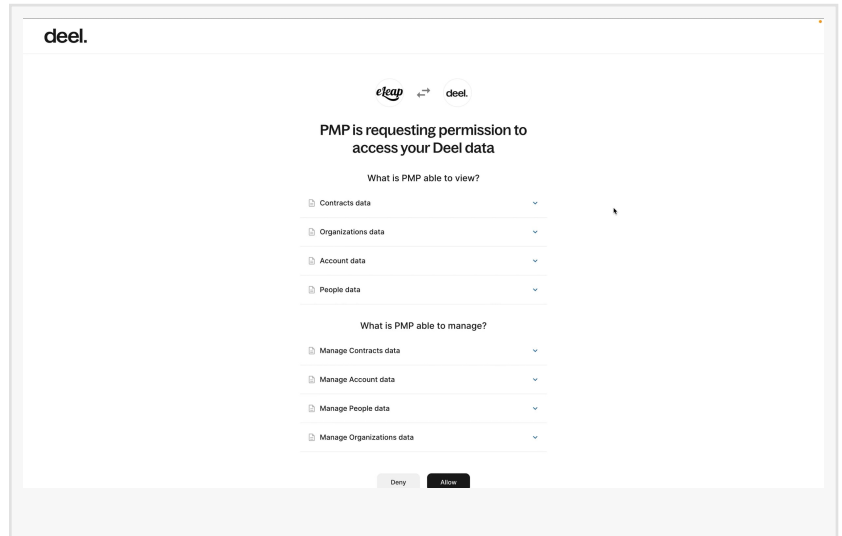 deel.
eleap
deel.
PMP is requesting permission to
access your Deel data
What is PMP able to view?
Contracts data
Organizations data
Account data
People data
What is PMP able to manage?
Manage Contracts data
Manage Account data
Manage People data
Manage Organizations data
Deny
Allow